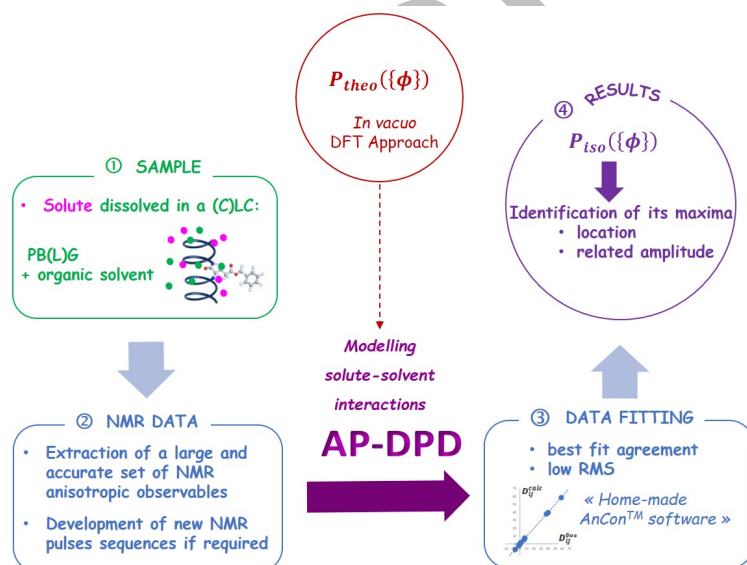 P_theo({ϕ})
In vacuo
DFT Approach
① SAMPLE
• Solute dissolved in a (C)LC:
PB(L)G
+ organic solvent
④ RESULTS
P_iso({ϕ})
Identification of its maxima
• location
• related amplitude
Modelling
solute-solvent
interactions
AP-DPD
② NMR DATA
• Extraction of a large and
accurate set of NMR
anisotropic observables
• Development of new NMR
pulses sequences if required
③ DATA FITTING
• best fit agreement
• low RMS
D_ij^calc
« Home-made
AnCon™ software »